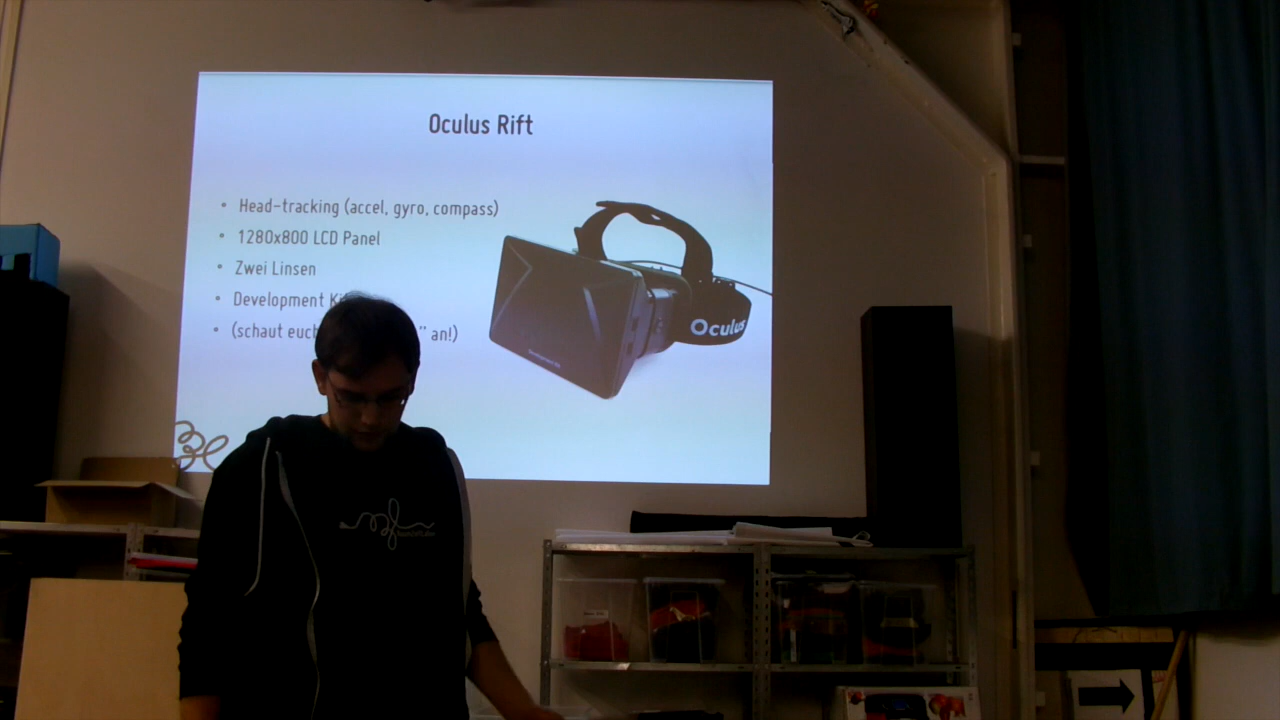 Oculus Rift
• Head-tracking (accel, gyro, compass)
• 1280x800 LCD Panel
• Zwei Linsen
• Development
• (schaut euch " an!)
Oculus